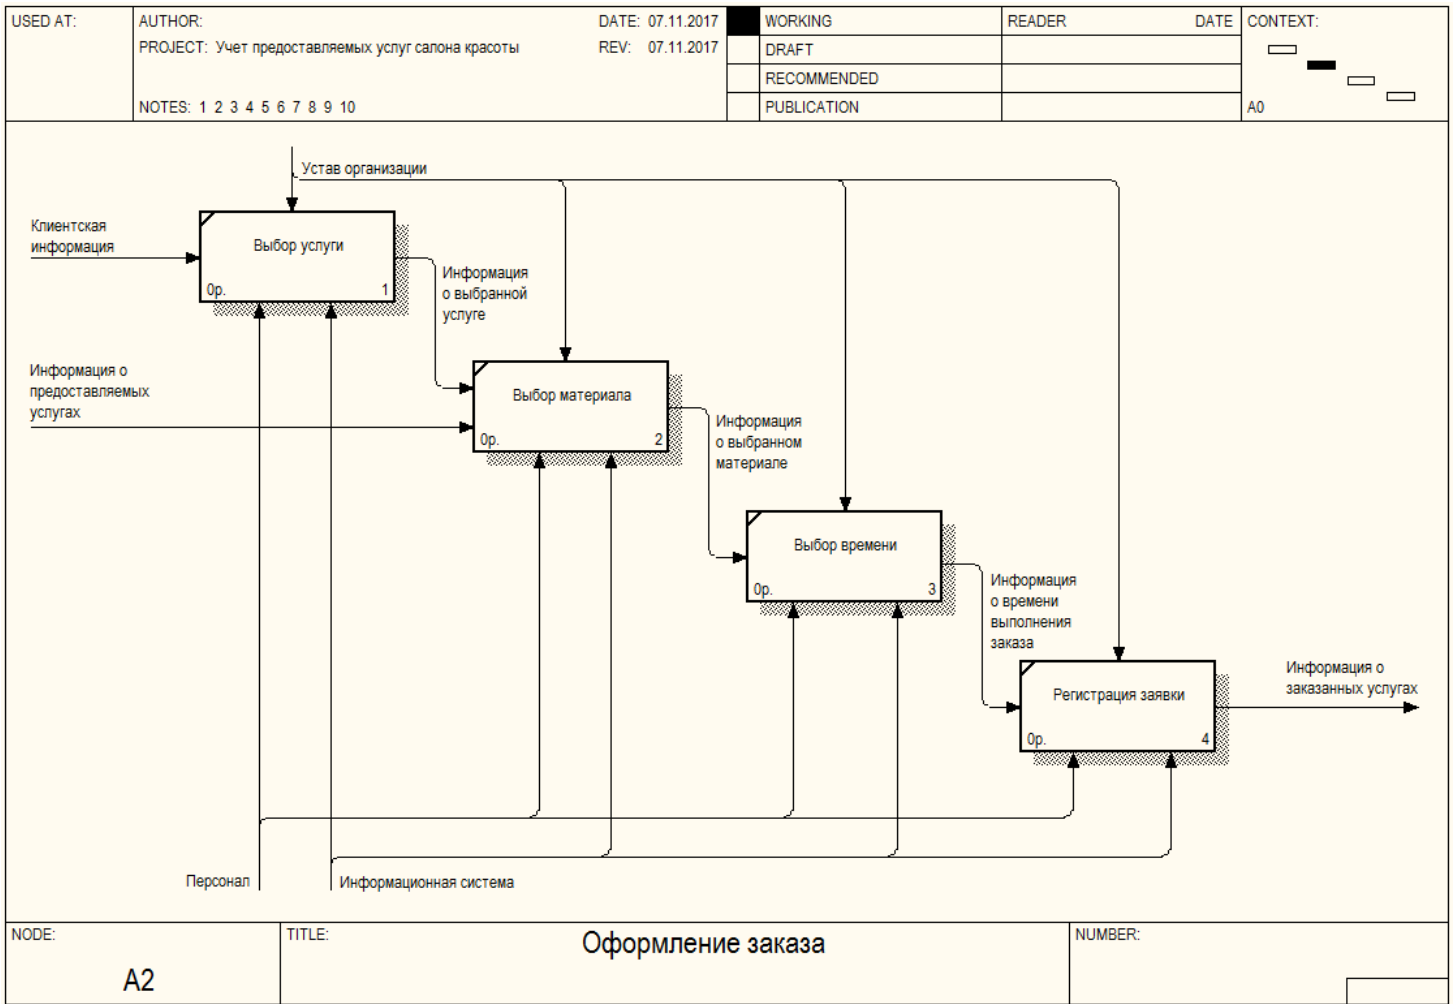 USED AT:
AUTHOR:
DATE: 07.11.2017
PROJECT: Учет предоставляемых услуг салона красоты
REV: 07.11.2017
NOTES: 1 2 3 4 5 6 7 8 9 10
WORKING
DRAFT
RECOMMENDED
PUBLICATION
READER
DATE
CONTEXT:
A0
Устав организации
Клиентская
информация
Выбор услуги
0р.
1
Информация
о выбранной
услуге
Информация о
предоставляемых
услугах
Выбор материала
0р.
2
Информация
о выбранном
материале
Выбор времени
0р.
3
Информация
о времени
выполнения
заказа
Регистрация заявки
0р.
4
Информация о
заказанных услугах
Персонал
Информационная система
NODE:
A2
TITLE:
Оформление заказа
NUMBER: